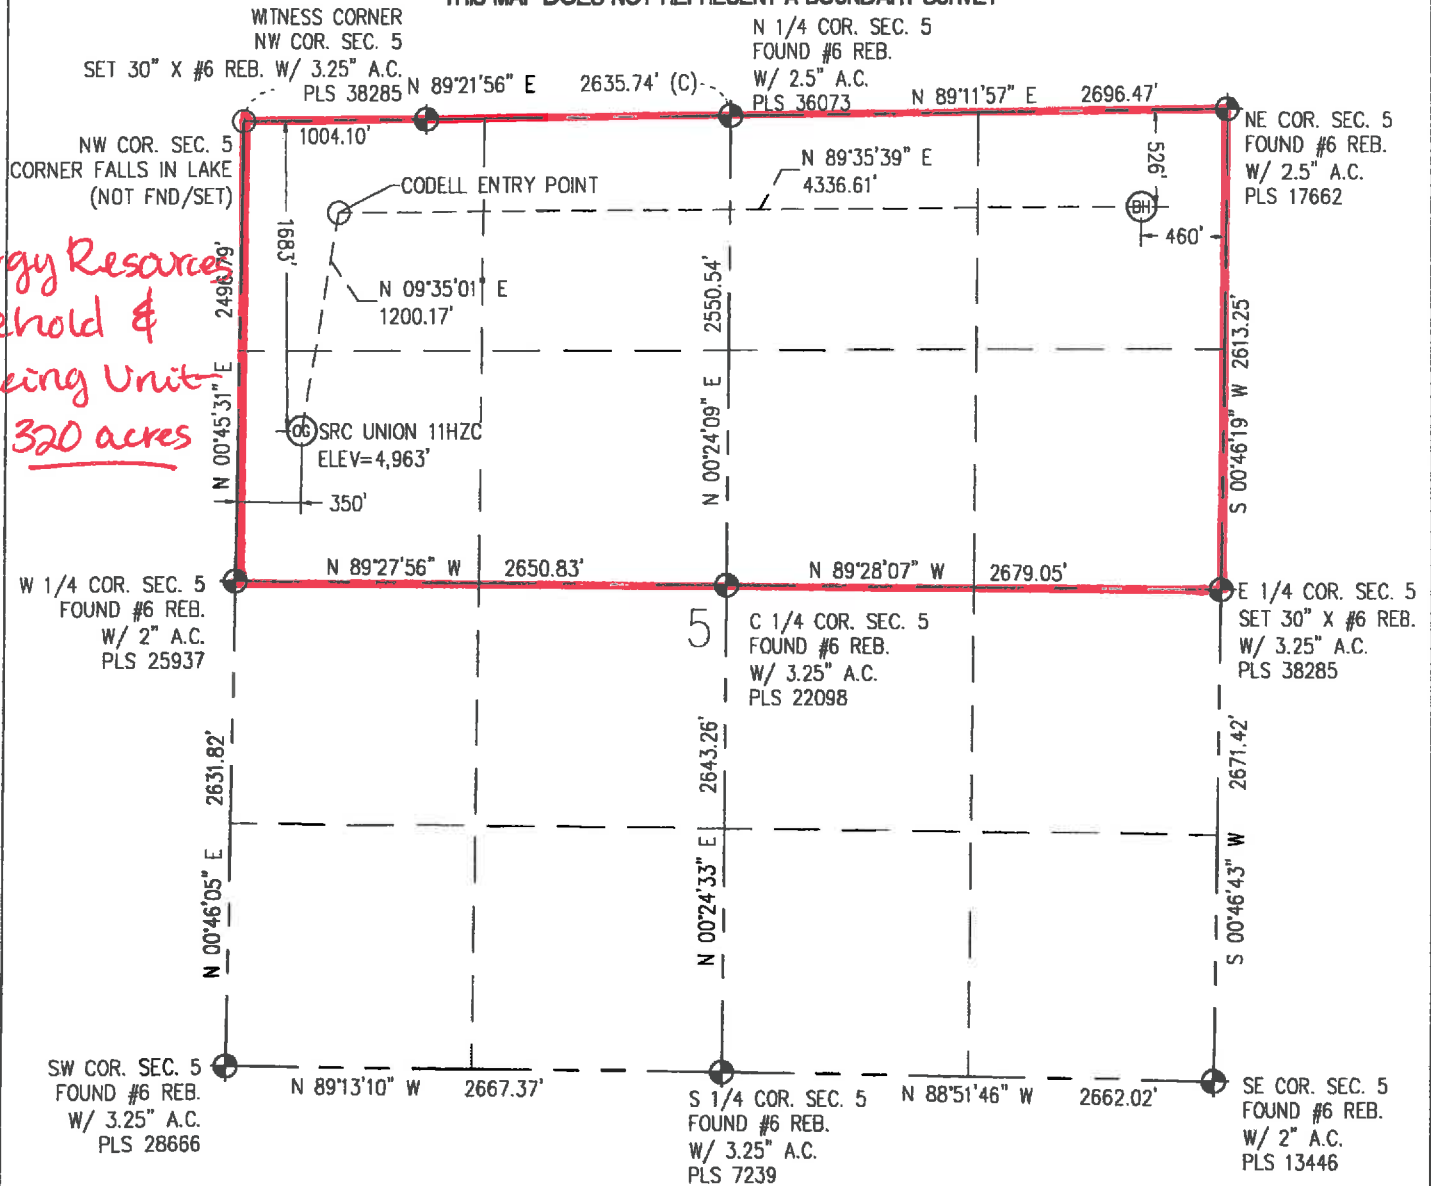 THIS MAP DOES NOT REPRESENT A BOUNDARY SURVEY
WITNESS CORNER
NW COR. SEC. 5
SET 30" X #6 REB. W/ 3.25" A.C.
PLS 38285
N 89°21'56" E 2635.74' (C)
N 1/4 COR. SEC. 5
FOUND #6 REB.
W/ 2.5" A.C.
PLS 36073
N 89°11'57" E 2696.47'
NE COR. SEC. 5
FOUND #6 REB.
W/ 2.5" A.C.
PLS 17662
NW COR. SEC. 5
CORNER FALLS IN LAKE
(NOT FND/SET)
1004.10'
CODELL ENTRY POINT
N 89°35'39" E
4336.61'
526'
BH
460'
1683'
N 09°35'01" E
1200.17'
Resources
&
Unit
320 acres
N 00°45'31" E 2496.79'
OG SRC UNION 11HZC
ELEV=4,963'
350'
N 00°24'09" E 2550.54'
S 00°46'19" W 2613.25'
N 89°27'56" W 2650.83'
N 89°28'07" W 2679.05'
W 1/4 COR. SEC. 5
FOUND #6 REB.
W/ 2" A.C.
PLS 25937
5
C 1/4 COR. SEC. 5
FOUND #6 REB.
W/ 3.25" A.C.
PLS 22098
E 1/4 COR. SEC. 5
SET 30" X #6 REB.
W/ 3.25" A.C.
PLS 38285
N 00°46'05" E 2631.82'
N 00°24'33" E 2643.26'
S 00°46'43" W 2671.42'
SW COR. SEC. 5
FOUND #6 REB.
W/ 3.25" A.C.
PLS 28666
N 89°13'10" W 2667.37'
S 1/4 COR. SEC. 5
FOUND #6 REB.
W/ 3.25" A.C.
PLS 7239
N 88°51'46" W 2662.02'
SE COR. SEC. 5
FOUND #6 REB.
W/ 2" A.C.
PLS 13446